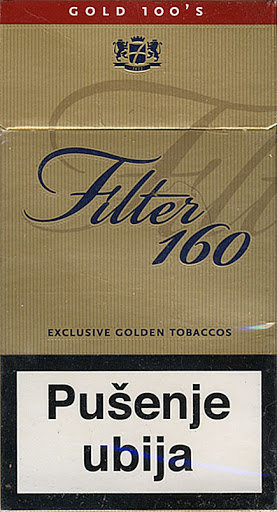 GOLD 100'S
Filter
160
EXCLUSIVE GOLDEN TOBACCOS
Pušenje
ubija